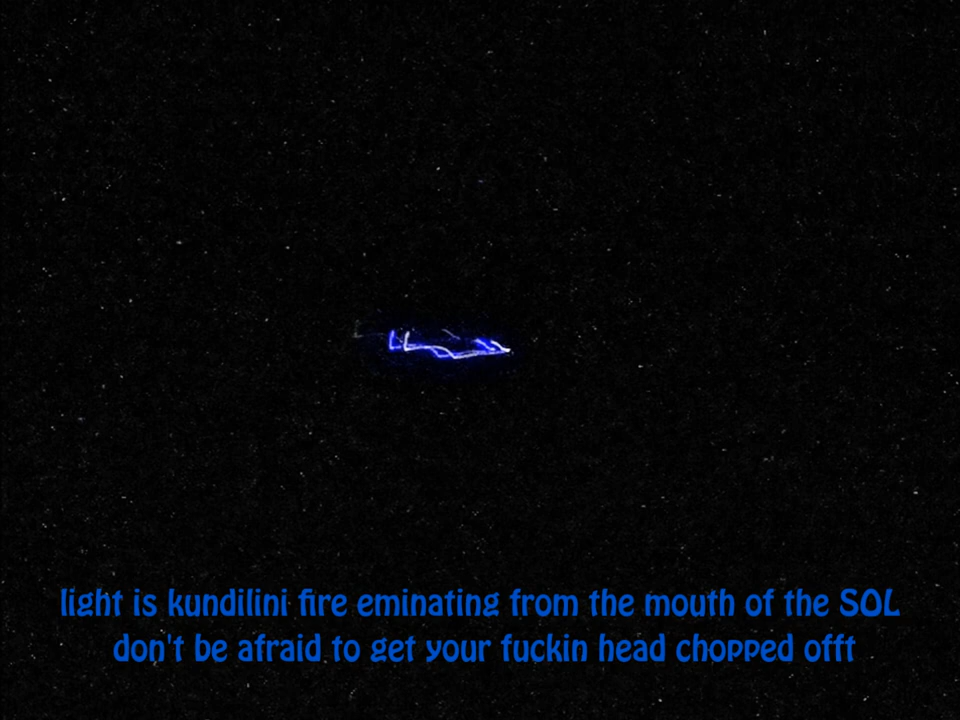 light is kundilini fire eminating from the mouth of the SOL
don't be afraid to get your fuckin head chopped offt